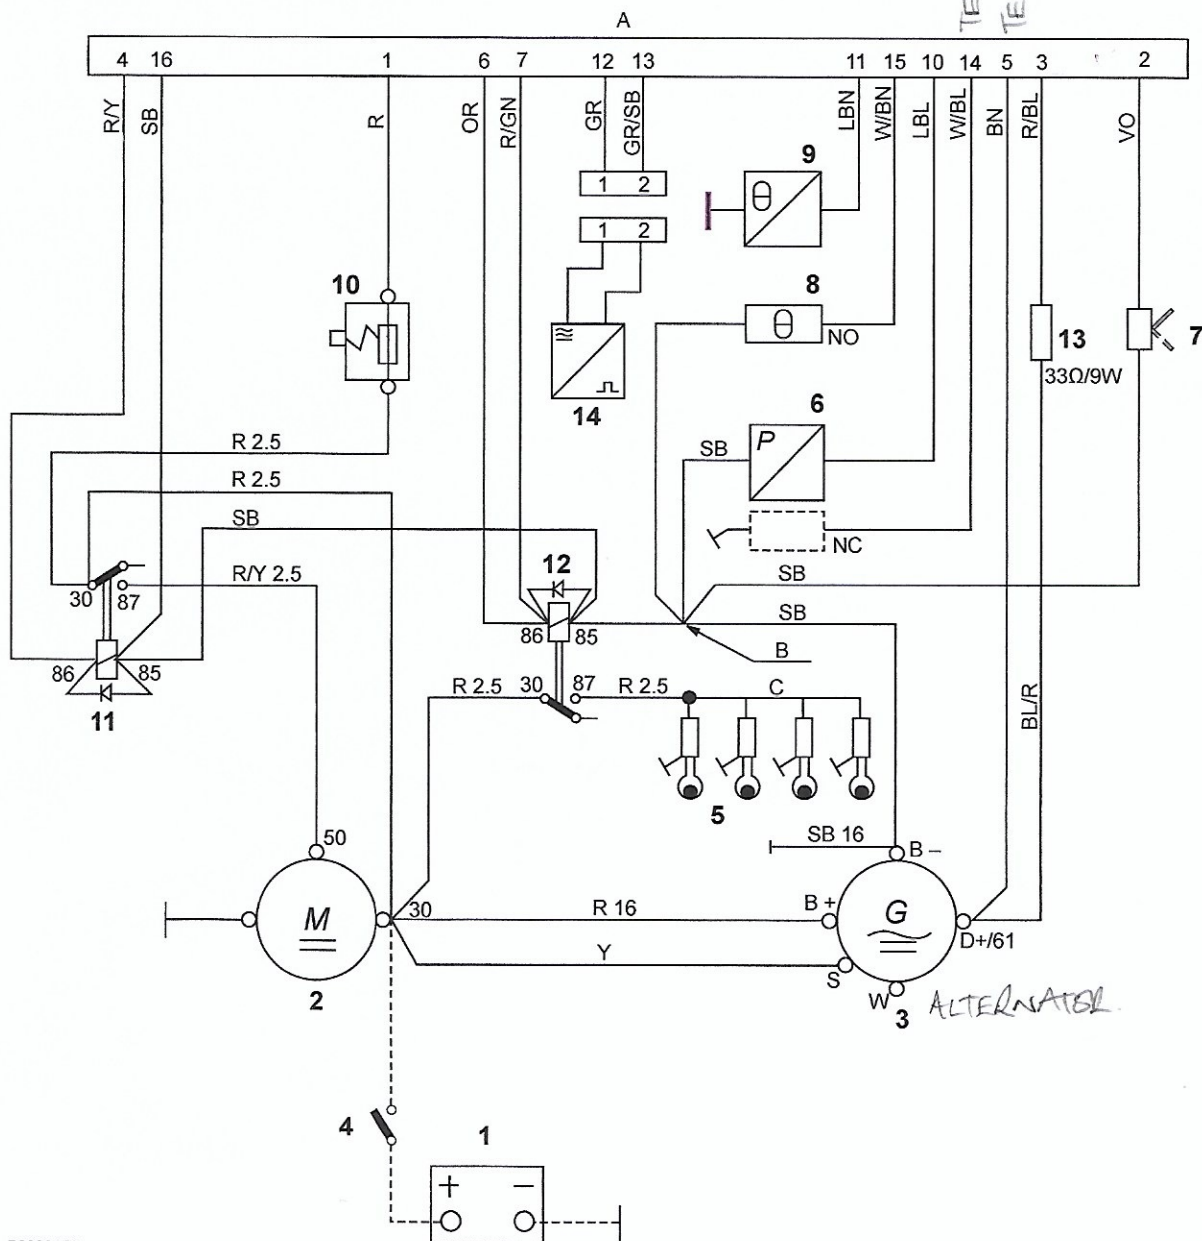 TE TE
A
4 16 1 6 7 12 13 11 15 10 14 5 3 2
R/Y SB R OR R/GN GR GR/SB LBN W/BN LBL W/BL BN R/BL VO
1 2
9
1 2
10
8
NO
13
7
33Ω/9W
14
6
R 2.5
SB P
R 2.5
SB
NC
12
R/Y 2.5
SB
30 87
86 85
SB
B
86 85
11
R 2.5 30 87 R 2.5 C
BL/R
5
50
SB 16
B –
M
30
R 16
B +
G
D+/61
Y
S
2
W
3
ALTERNATOR.
4
1
+ –